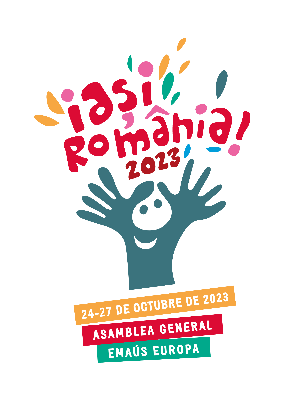 iași
România!
2023
24-27 DE OCTUBRE DE 2023
ASAMBLEA GENERAL
EMAÚS EUROPA